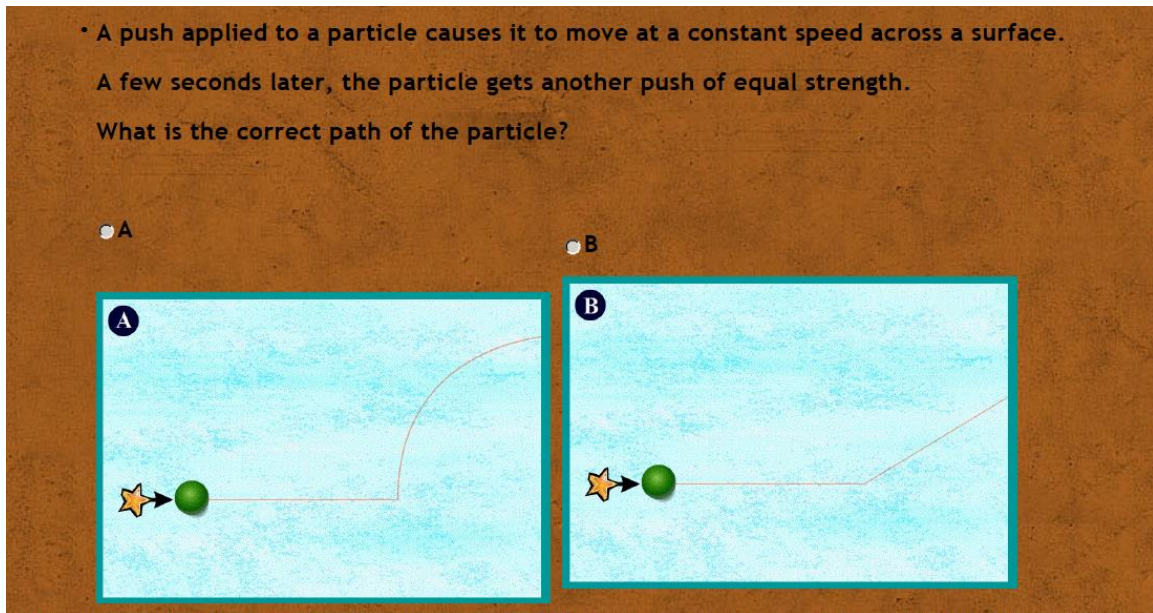 • A push applied to a particle causes it to move at a constant speed across a surface.
A few seconds later, the particle gets another push of equal strength.
What is the correct path of the particle?
A
B
A
B